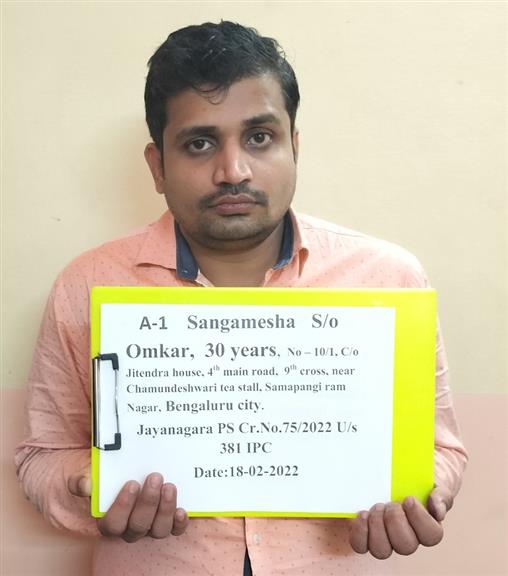 A-1 Sangamesha S/o
Omkar, 30 years, No – 10/1, C/o
Jitendra house, 4th main road, 9th cross, near
Chamundeshwari tea stall, Samapangi ram
Nagar, Bengaluru city.
Jayanagara PS Cr.No.75/2022 U/s
381 IPC
Date:18-02-2022